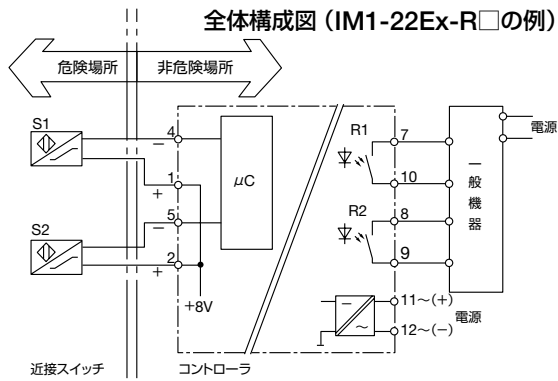 全体構成図（IM1-22Ex-R□の例）
危険場所
非危険場所
S1
4
−
1
+
S2
5
−
2
+
μC
+8V
R1
7
10
R2
8
9
一般機器
電源
11～(+)
12～(−)
電源
−
～
近接スイッチ
コントローラ